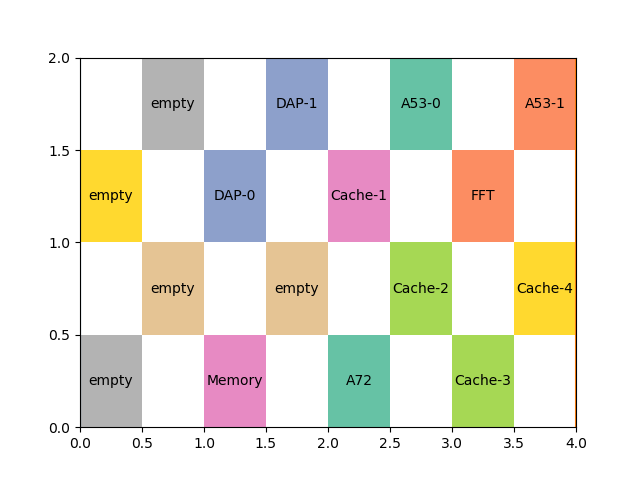 2.0
empty
DAP-1
A53-0
A53-1
1.5
empty
DAP-0
Cache-1
FFT
1.0
empty
empty
Cache-2
Cache-4
0.5
empty
Memory
A72
Cache-3
0.0
0.0 0.5 1.0 1.5 2.0 2.5 3.0 3.5 4.0